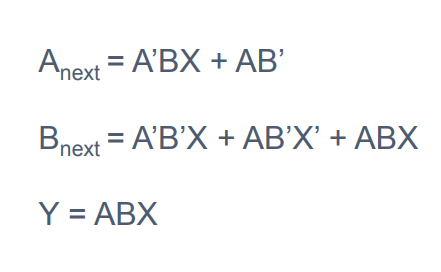 Anext = A’BX + AB’
Bnext = A’B’X + AB’X’ + ABX
Y = ABX